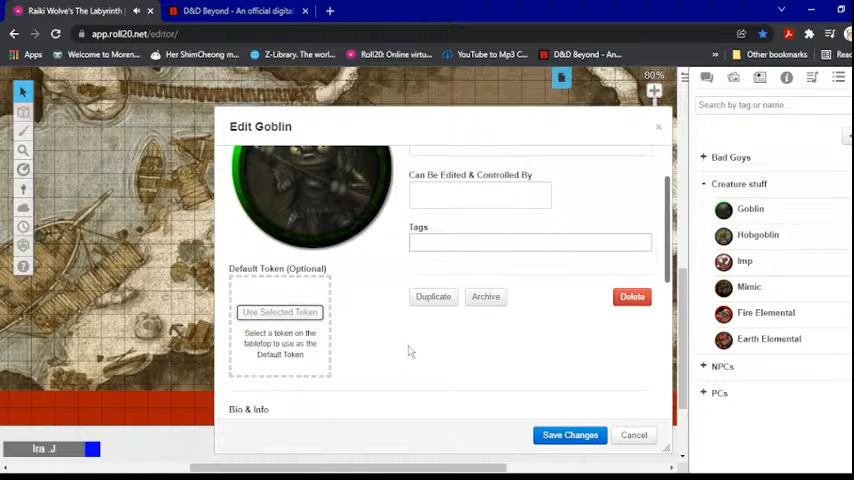 Raiki Wolve's The Labyrinth
D&D Beyond - An official digital
app.roll20.net/editor/
Apps
Welcome to Moren...
Her ShimCheong m...
Z-Library. The worl...
Roll20: Online virtu...
YouTube to Mp3 C...
D&D Beyond - An...
»
Other bookmarks
80%
Search by tag or name...
Edit Goblin
×
Can Be Edited & Controlled By
Tags
Default Token (Optional)
Use Selected Token
Select a token on the
tabletop to use as the
Default Token
Duplicate
Archive
Delete
Bio & Info
Save Changes
Cancel
Bad Guys
Creature stuff
Goblin
Hobgoblin
Imp
Mimic
Fire Elemental
Earth Elemental
NPCs
PCs
Ira .J